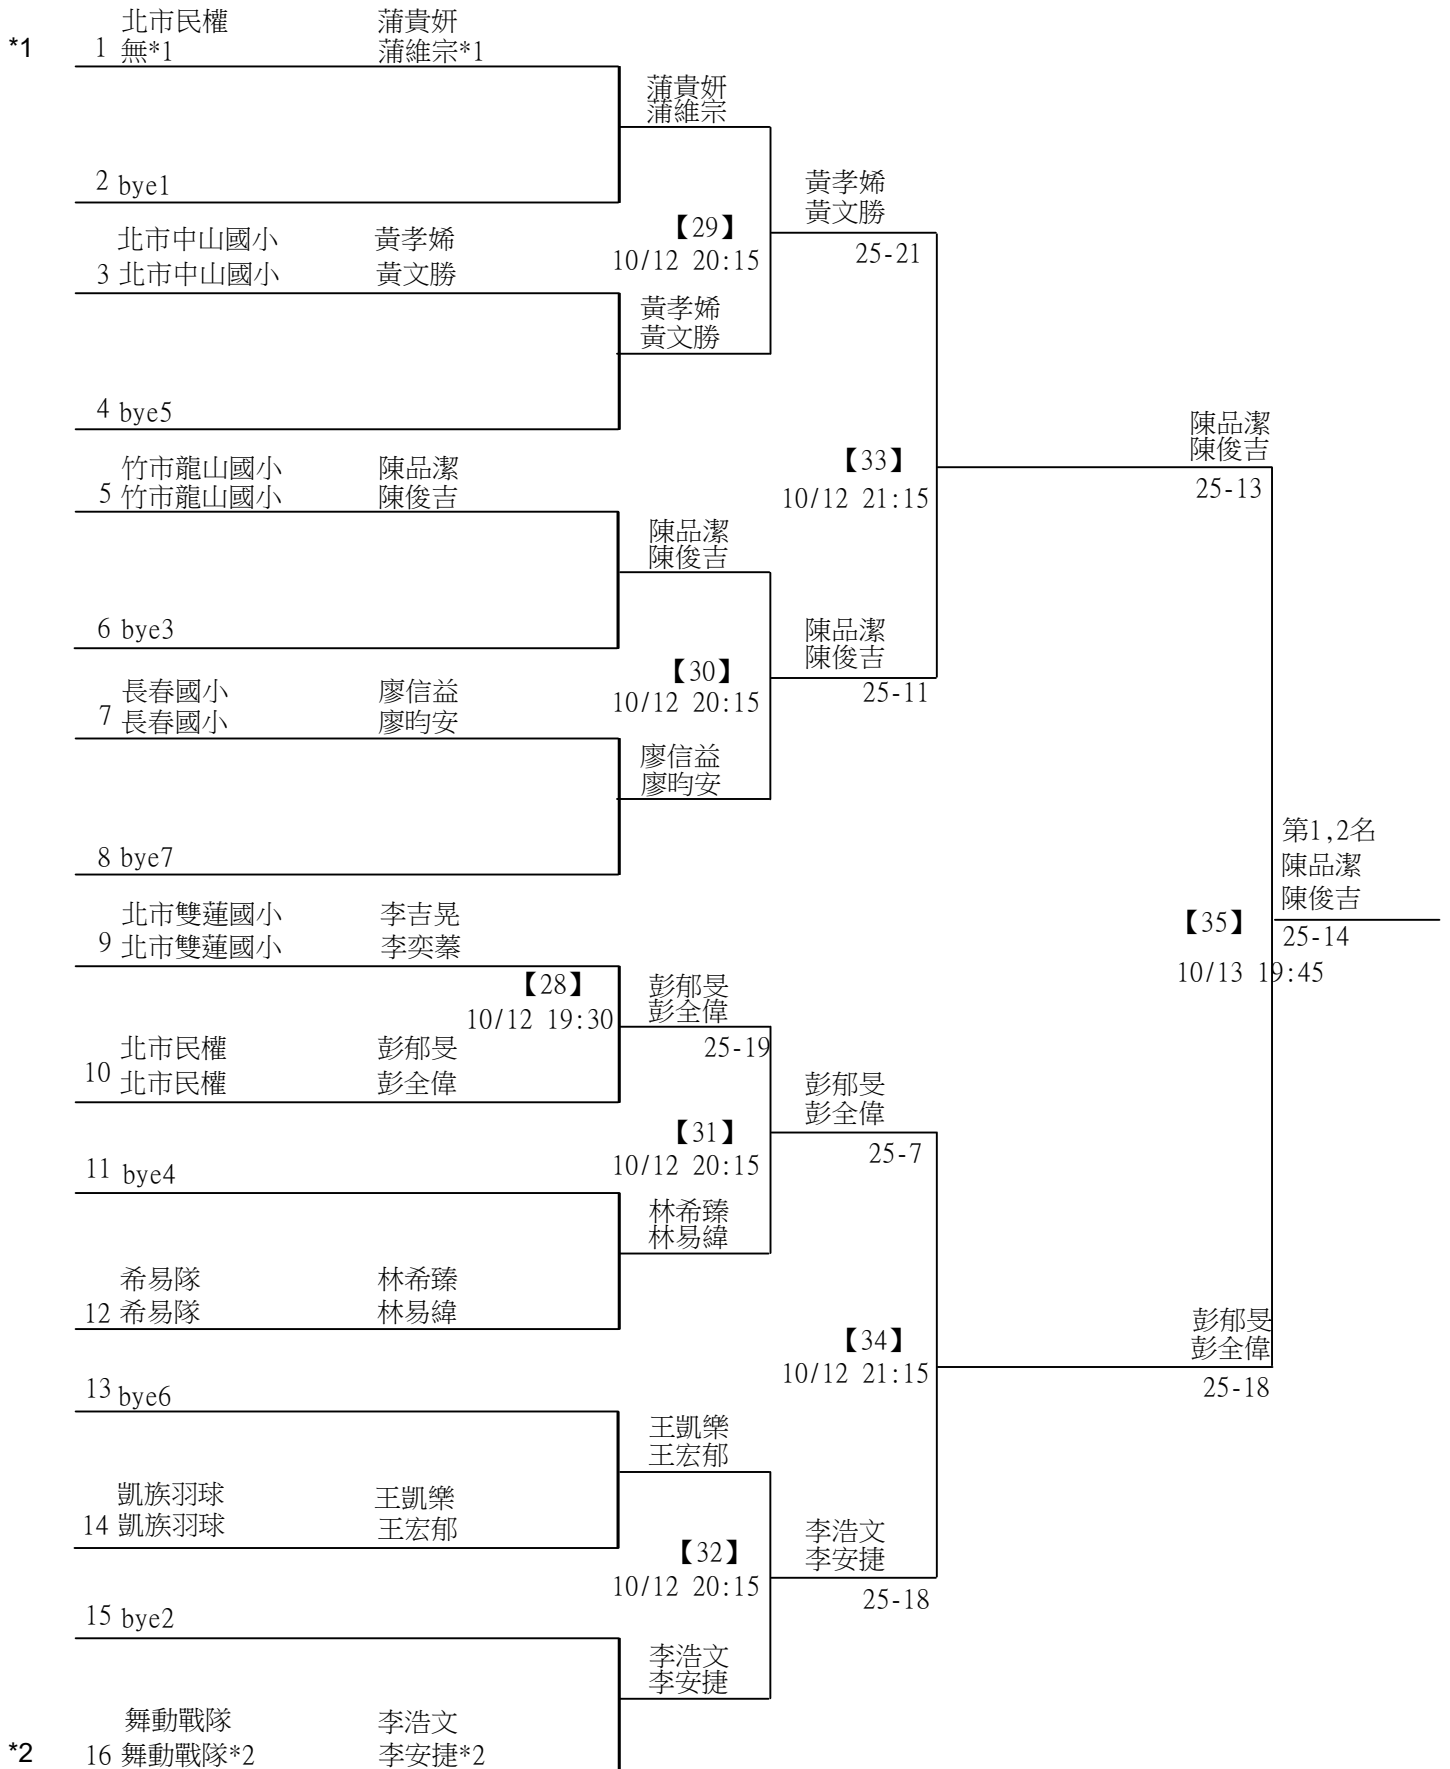 北市民權 蒲貴妍
*1 1 無*1 蒲維宗*1
蒲貴妍
蒲維宗
2 bye1
黃孝婂
黃文勝
25-21
【29】
10/12 20:15
北市中山國小 黃孝婂
3 北市中山國小 黃文勝
黃孝婂
黃文勝
4 bye5
陳品潔
陳俊吉
25-13
【33】
10/12 21:15
竹市龍山國小 陳品潔
5 竹市龍山國小 陳俊吉
陳品潔
陳俊吉
6 bye3
陳品潔
陳俊吉
25-11
【30】
10/12 20:15
長春國小 廖信益
7 長春國小 廖昀安
廖信益
廖昀安
8 bye7
第1,2名
陳品潔
陳俊吉
25-14
【35】
10/13 19:45
北市雙蓮國小 李吉晃
9 北市雙蓮國小 李奕蓁
【28】
10/12 19:30
彭郁旻
彭全偉
25-19
北市民權 彭郁旻
10 北市民權 彭全偉
彭郁旻
彭全偉
25-7
【31】
10/12 20:15
11 bye4
林希臻
林易緯
希易隊 林希臻
12 希易隊 林易緯
彭郁旻
彭全偉
25-18
【34】
10/12 21:15
13 bye6
王凱樂
王宏郁
凱族羽球 王凱樂
14 凱族羽球 王宏郁
李浩文
李安捷
25-18
【32】
10/12 20:15
15 bye2
李浩文
李安捷
舞動戰隊 李浩文
*2 16 舞動戰隊*2 李安捷*2